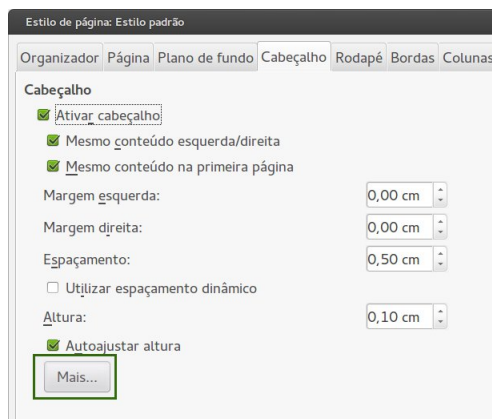 Estilo de página: Estilo padrão
Organizador Página Plano de fundo Cabeçalho Rodapé Bordas Colunas
Cabeçalho
Ativar cabeçalho
Mesmo conteúdo esquerda/direita
Mesmo conteúdo na primeira página
Margem esquerda: 0,00 cm
Margem direita: 0,00 cm
Espaçamento: 0,50 cm
Utilizar espaçamento dinâmico
Altura: 0,10 cm
Autoajustar altura
Mais...